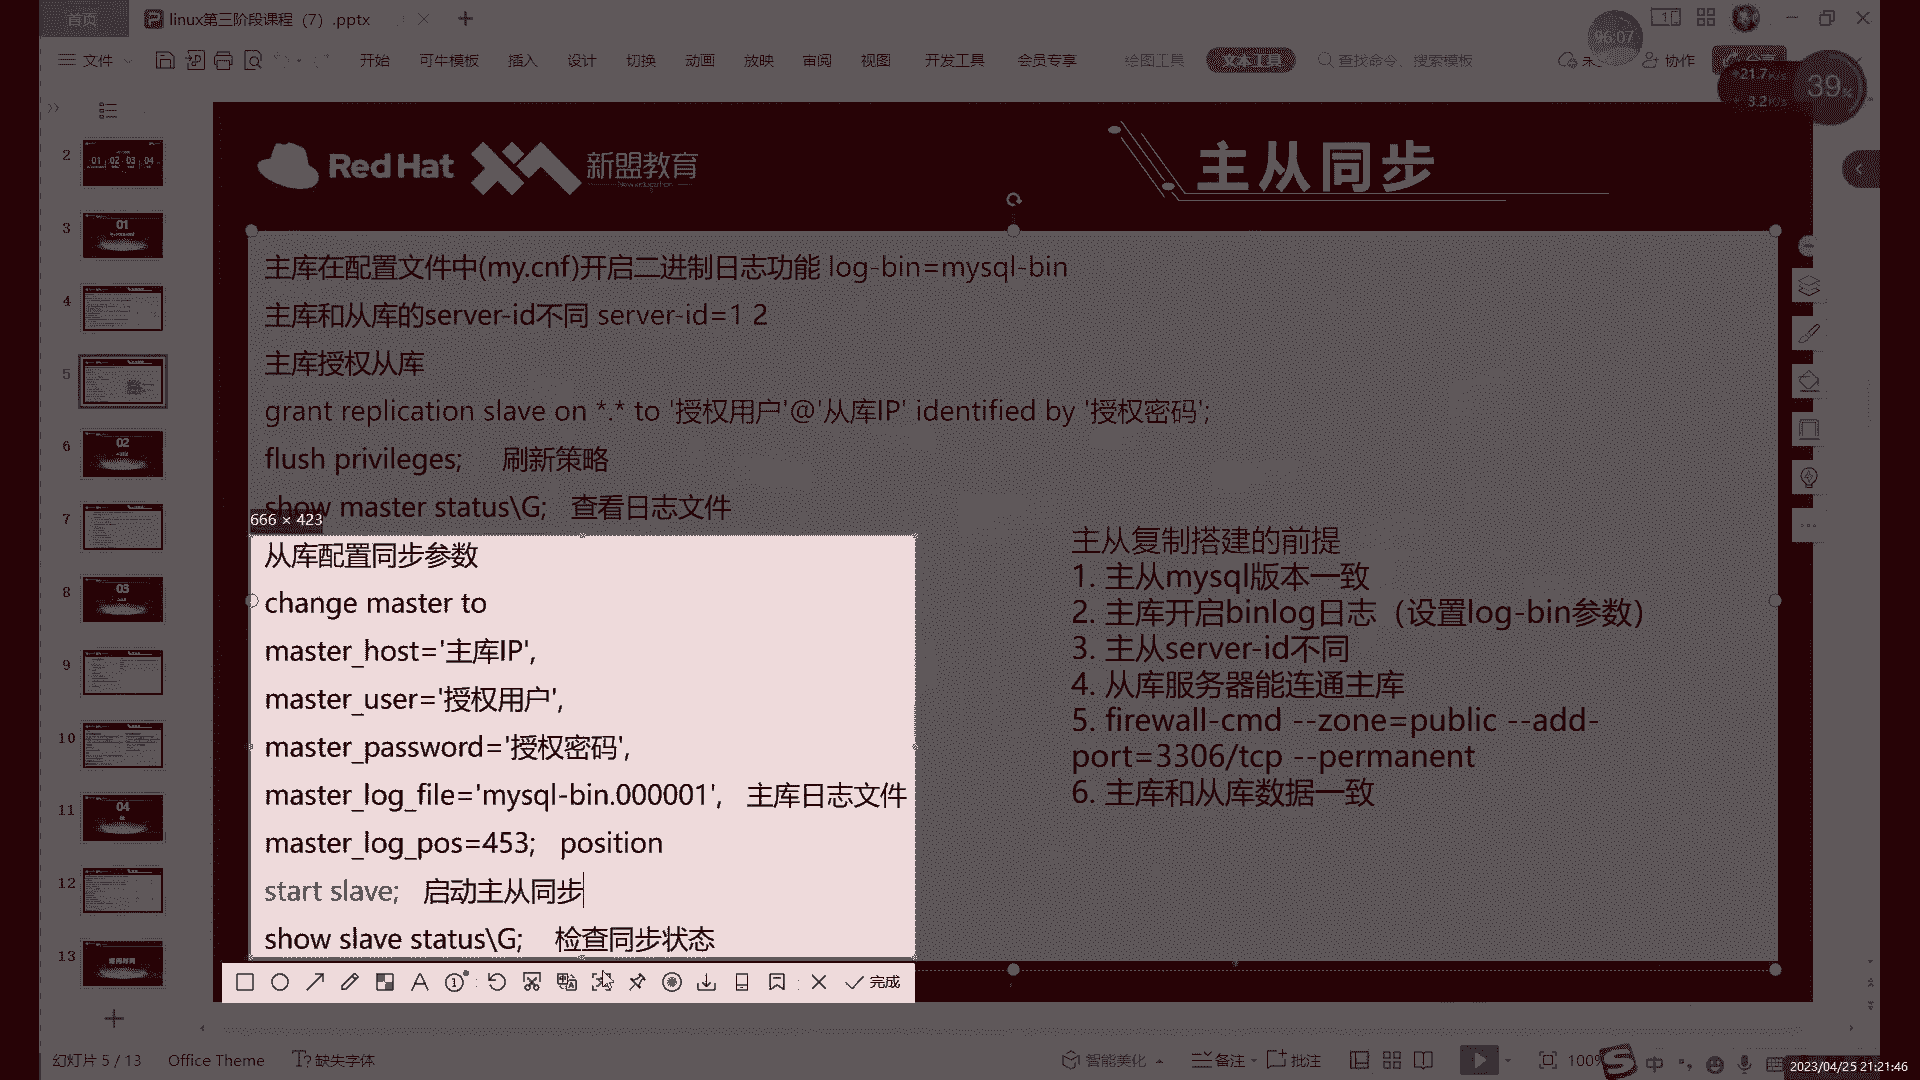 首页
linux第三阶段课程（7）.pptx
96:07
文件
开始
可牛模板
插入
设计
切换
动画
放映
审阅
视图
开发工具
会员专享
绘图工具
文本工具
查找命令、搜索模板
协作
39%
Red Hat
新盟教育
主从同步
主库在配置文件中(my.cnf)开启二进制日志功能 log-bin=mysql-bin
主库和从库的server-id不同 server-id=1 2
主库授权从库
grant replication slave on *.* to '授权用户'@'从库IP' identified by '授权密码';
flush privileges; 刷新策略
show master status\G; 查看日志文件
666 × 423
从库配置同步参数
change master to
master_host='主库IP',
master_user='授权用户',
master_password='授权密码',
master_log_file='mysql-bin.000001', 主库日志文件
master_log_pos=453; position
start slave; 启动主从同步
show slave status\G; 检查同步状态
主从复制搭建的前提
1. 主从mysql版本一致
2. 主库开启binlog日志（设置log-bin参数）
3. 主从server-id不同
4. 从库服务器能连通主库
5. firewall-cmd --zone=public --add-
port=3306/tcp --permanent
6. 主库和从库数据一致
2
3
4
5
6
7
8
9
10
11
12
13
完成
幻灯片 5 / 13
Office Theme
缺失字体
智能美化
备注
批注
100%
中
2023/04/25 21:21:46